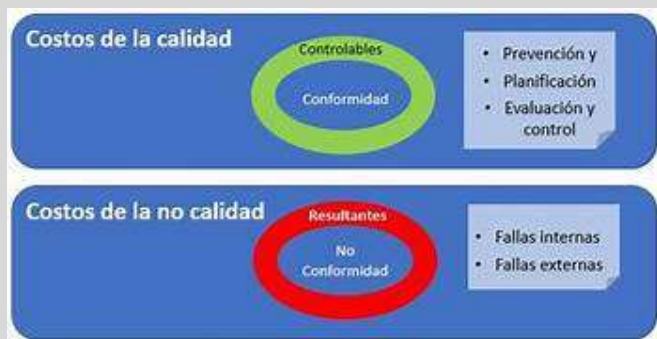 Costos de la calidad
Controlables
Conformidad
• Prevención y
• Planificación
• Evaluación y
control
Costos de la no calidad
Resultantes
No
Conformidad
• Fallas internas
• Fallas externas